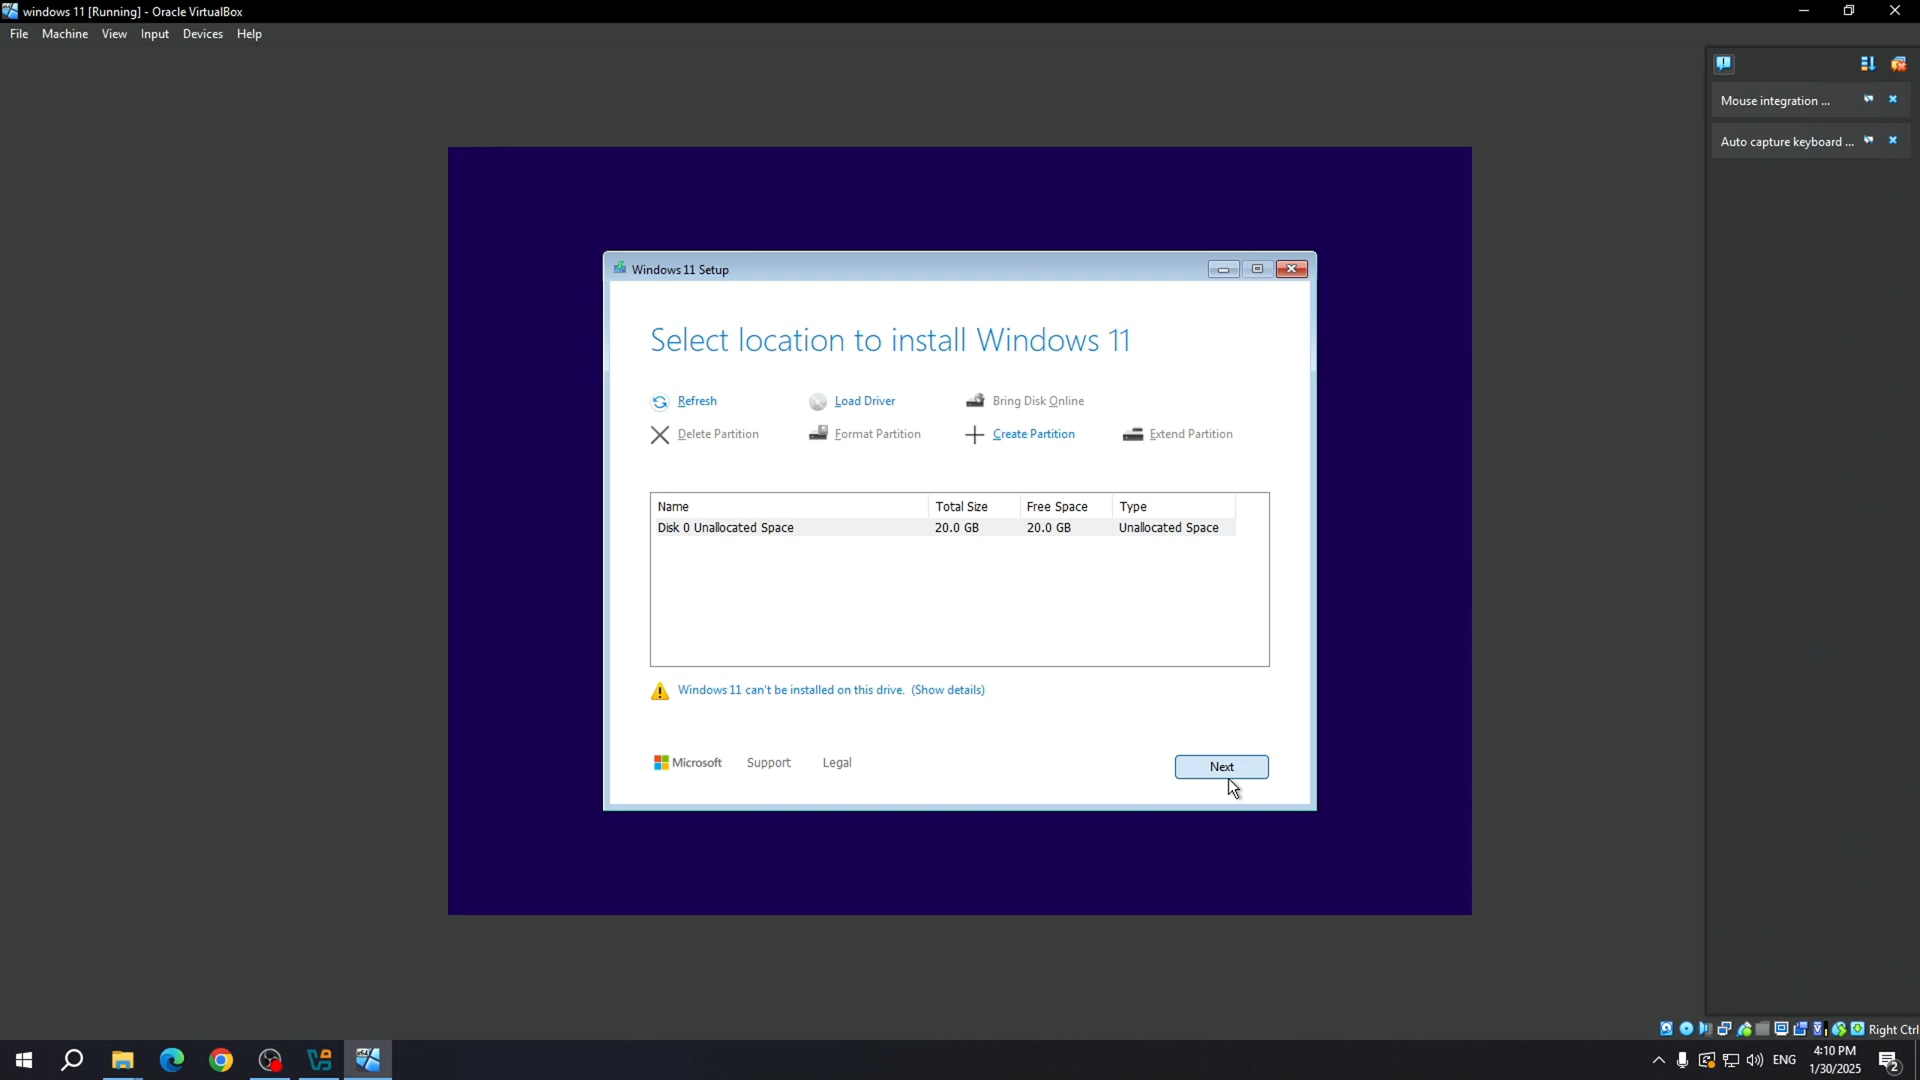 windows 11 [Running] - Oracle VirtualBox
File Machine View Input Devices Help
Mouse integration ...
Auto capture keyboard ...
Windows 11 Setup
Select location to install Windows 11
Refresh Load Driver Bring Disk Online
Delete Partition Format Partition Create Partition Extend Partition
Name Total Size Free Space Type
Disk 0 Unallocated Space 20.0 GB 20.0 GB Unallocated Space
Windows 11 can't be installed on this drive. (Show details)
Microsoft Support Legal
Next
Right Ctrl
ENG
4:10 PM
1/30/2025
2